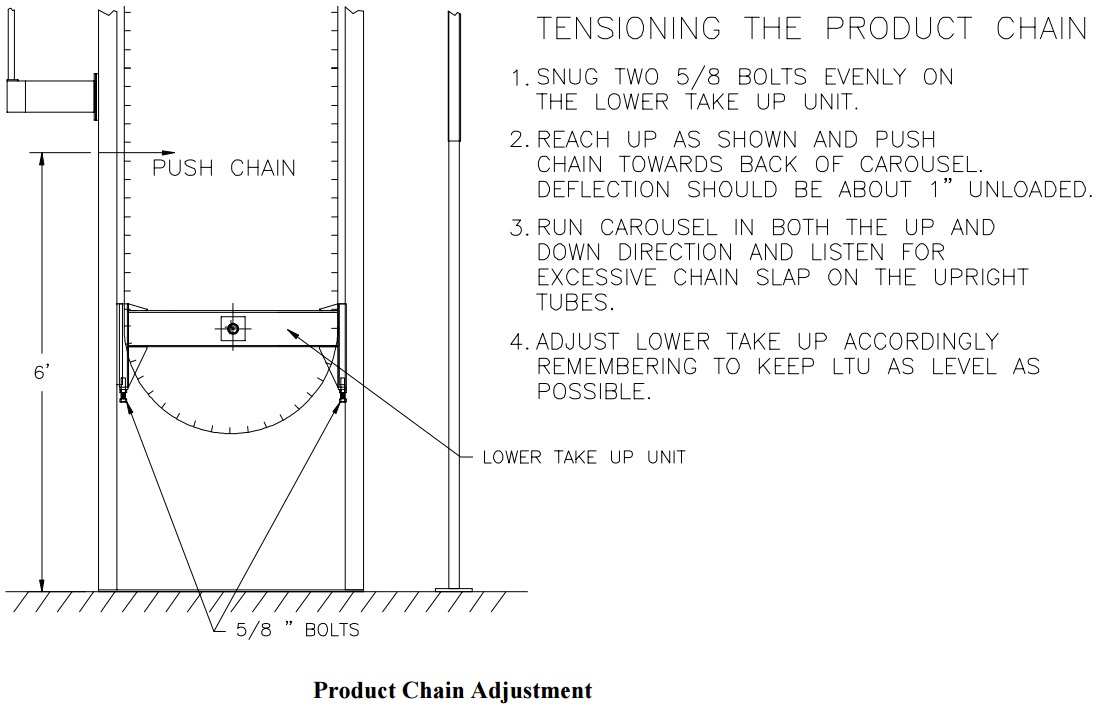 TENSIONING THE PRODUCT CHAIN
1. SNUG TWO 5/8 BOLTS EVENLY ON
THE LOWER TAKE UP UNIT.
2. REACH UP AS SHOWN AND PUSH
CHAIN TOWARDS BACK OF CAROUSEL.
DEFLECTION SHOULD BE ABOUT 1" UNLOADED.
3. RUN CAROUSEL IN BOTH THE UP AND
DOWN DIRECTION AND LISTEN FOR
EXCESSIVE CHAIN SLAP ON THE UPRIGHT
TUBES.
4. ADJUST LOWER TAKE UP ACCORDINGLY
REMEMBERING TO KEEP LTU AS LEVEL AS
POSSIBLE.
PUSH CHAIN
6'
LOWER TAKE UP UNIT
5/8 " BOLTS
Product Chain Adjustment